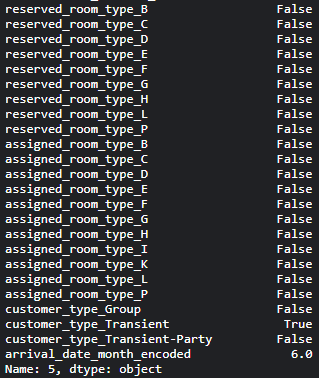 reserved_room_type_B False
reserved_room_type_C False
reserved_room_type_D False
reserved_room_type_E False
reserved_room_type_F False
reserved_room_type_G False
reserved_room_type_H False
reserved_room_type_L False
reserved_room_type_P False
assigned_room_type_B False
assigned_room_type_C False
assigned_room_type_D False
assigned_room_type_E False
assigned_room_type_F False
assigned_room_type_G False
assigned_room_type_H False
assigned_room_type_I False
assigned_room_type_K False
assigned_room_type_L False
assigned_room_type_P False
customer_type_Group False
customer_type_Transient True
customer_type_Transient-Party False
arrival_date_month_encoded 6.0
Name: 5, dtype: object